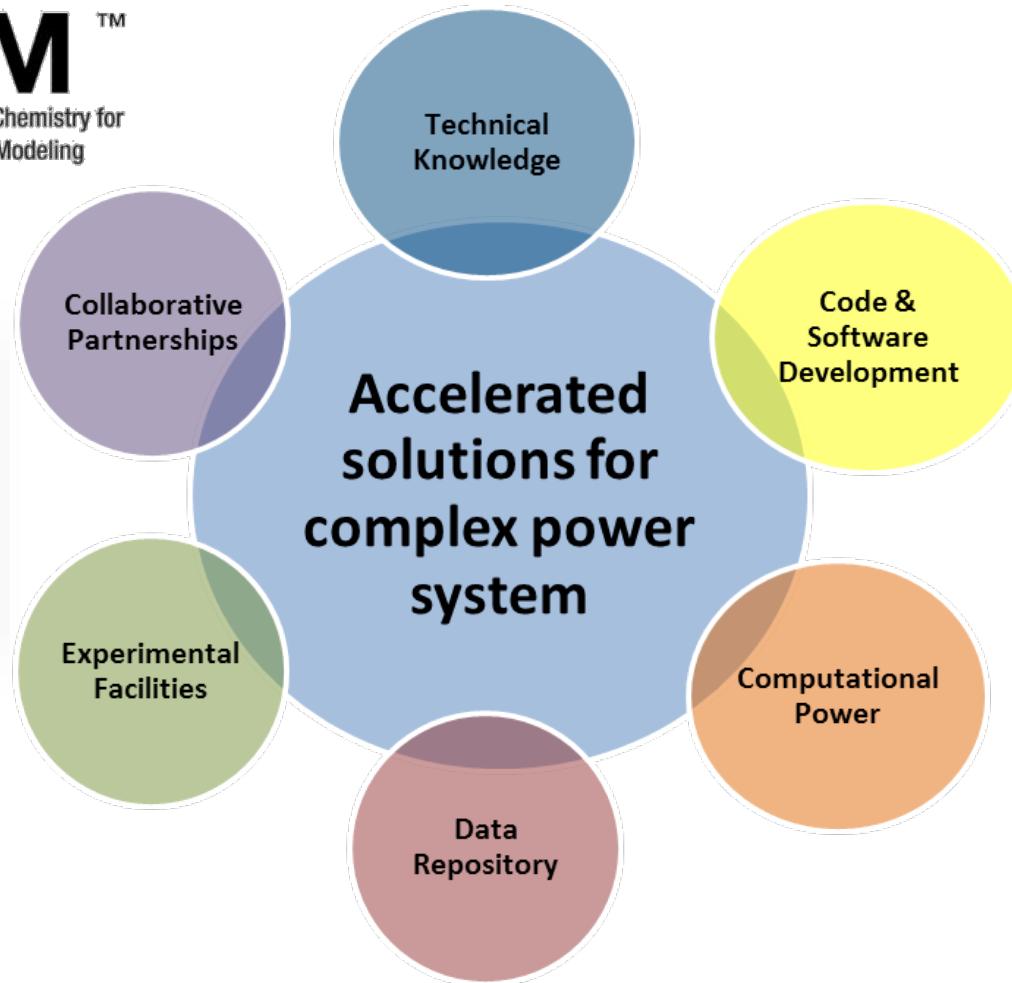 M ™
Chemistry for
Modeling
Technical
Knowledge
Collaborative
Partnerships
Code &
Software
Development
Accelerated
solutions for
complex power
system
Experimental
Facilities
Computational
Power
Data
Repository